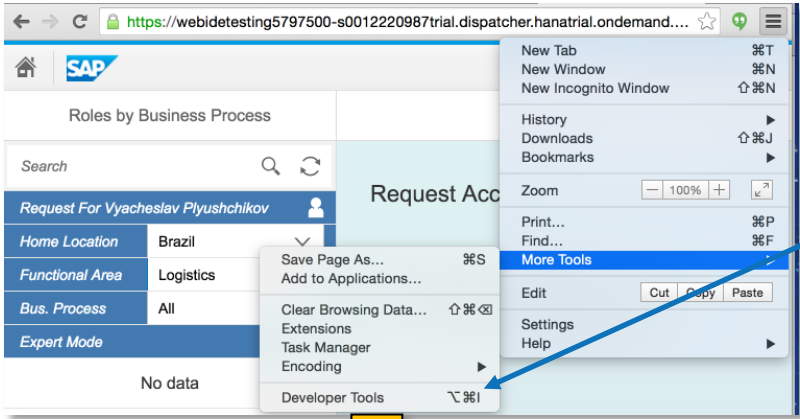 https://webidetesting5797500-s0012220987trial.dispatcher.hanatrial.ondemand....
SAP
Roles by Business Process
Search
Request For Vyacheslav Plyushchikov
Home Location Brazil
Functional Area Logistics
Bus. Process All
Expert Mode
No data
Request Acc
New Tab ⌘T
New Window ⌘N
New Incognito Window ⇧⌘N
History ▶
Downloads ⇧⌘J
Bookmarks ▶
Zoom — 100% +
Print... ⌘P
Find... ⌘F
More Tools ▶
Edit Cut Copy Paste
Settings
Help ▶
Save Page As... ⌘S
Add to Applications...
Clear Browsing Data... ⇧⌘⌫
Extensions
Task Manager
Encoding ▶
Developer Tools ⌥⌘I